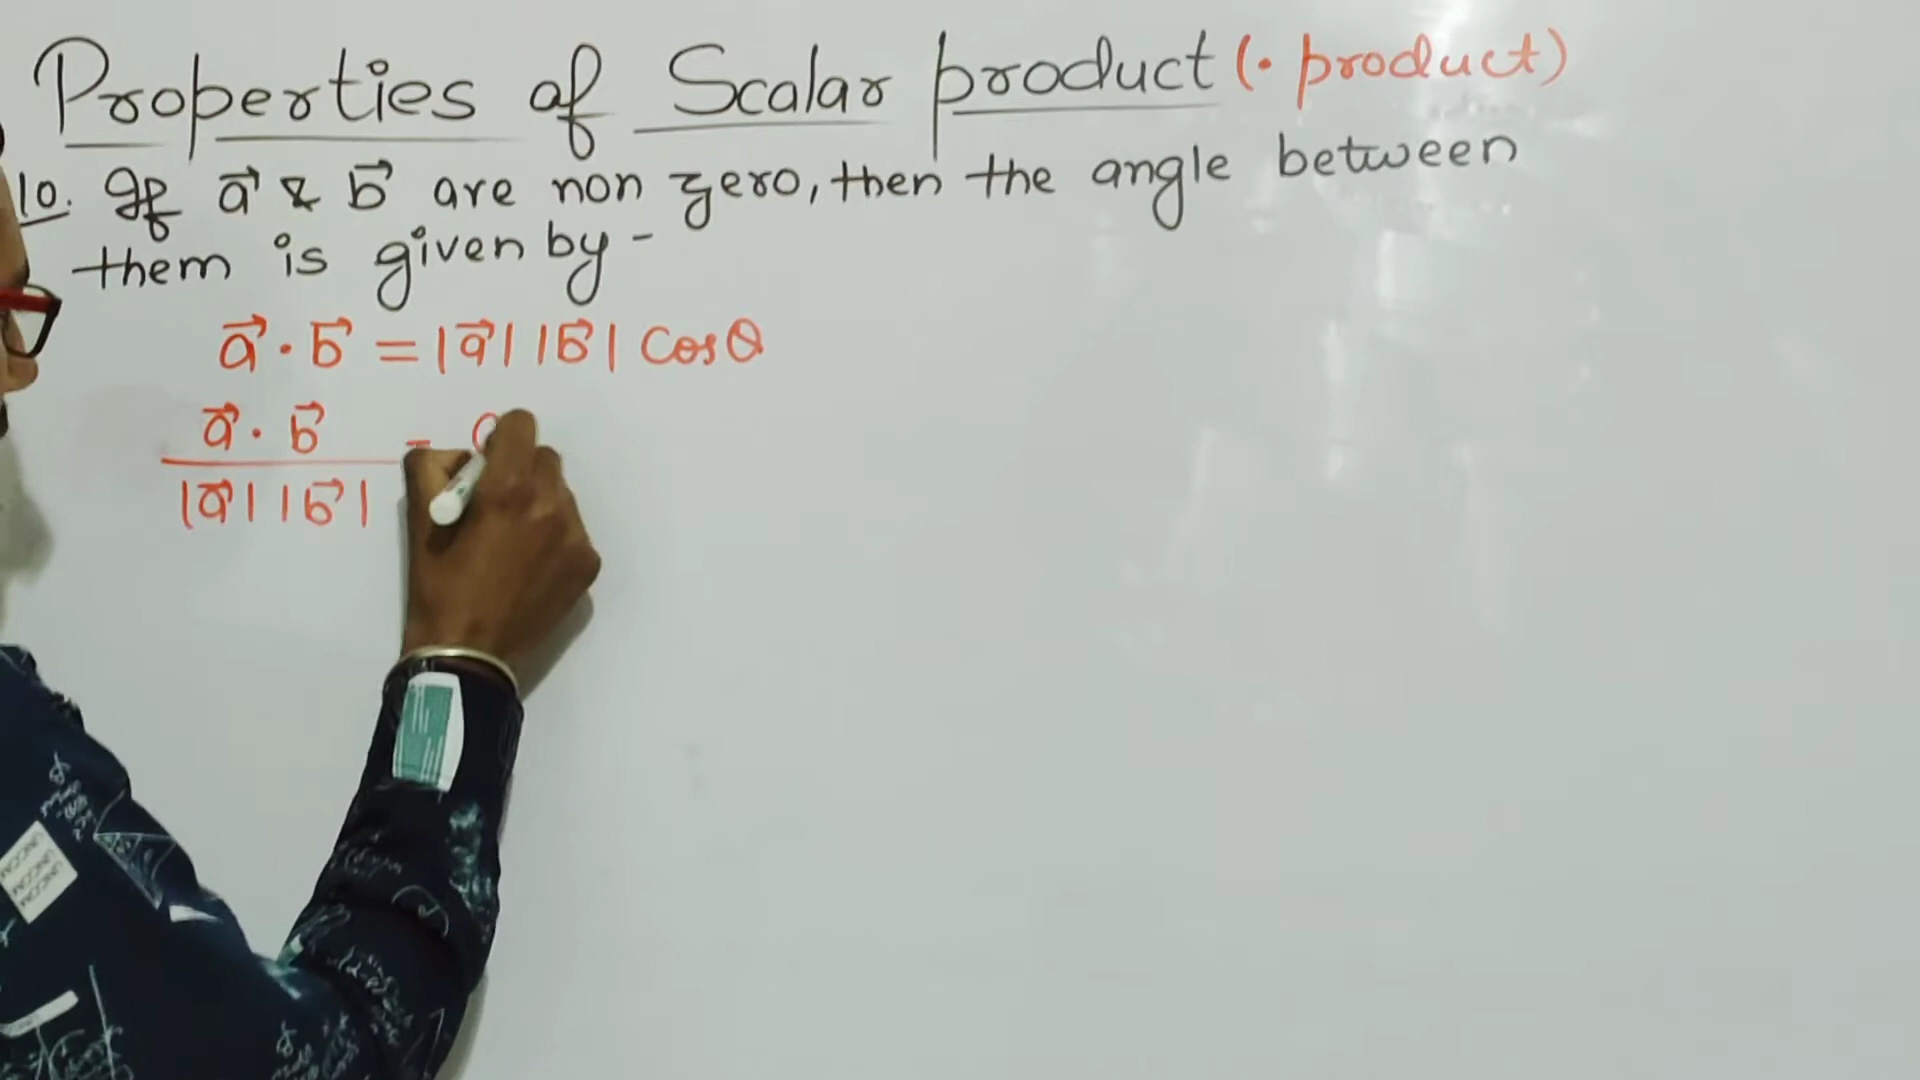 Properties of Scalar product (· product)
10. If a⃗ & b⃗ are non zero, then the angle between
them is given by -
a⃗ · b⃗ = |a⃗| |b⃗| cos θ
a⃗ · b⃗ =
|a⃗| |b⃗|